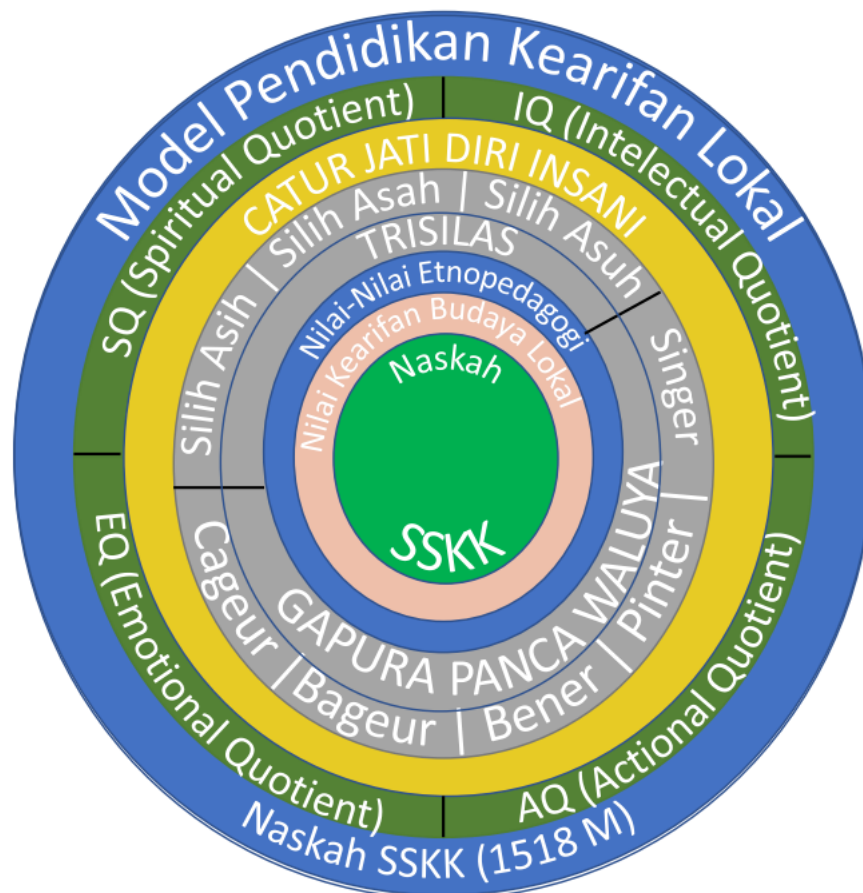 Model Pendidikan Kearifan Lokal
SQ (Spiritual Quotient)
IQ (Intelectual Quotient)
CATUR JATI DIRI INSANI
Silih Asih | Silih Asah | Silih Asuh
TRISILAS
Nilai-Nilai Etnopedagogi
Nilai Kearifan Budaya Lokal
Naskah
SSKK
GAPURA PANCA WALUYA
Cageur | Bageur | Bener | Pinter | Singer
EQ (Emotional Quotient)
AQ (Actional Quotient)
Naskah SSKK (1518 M)